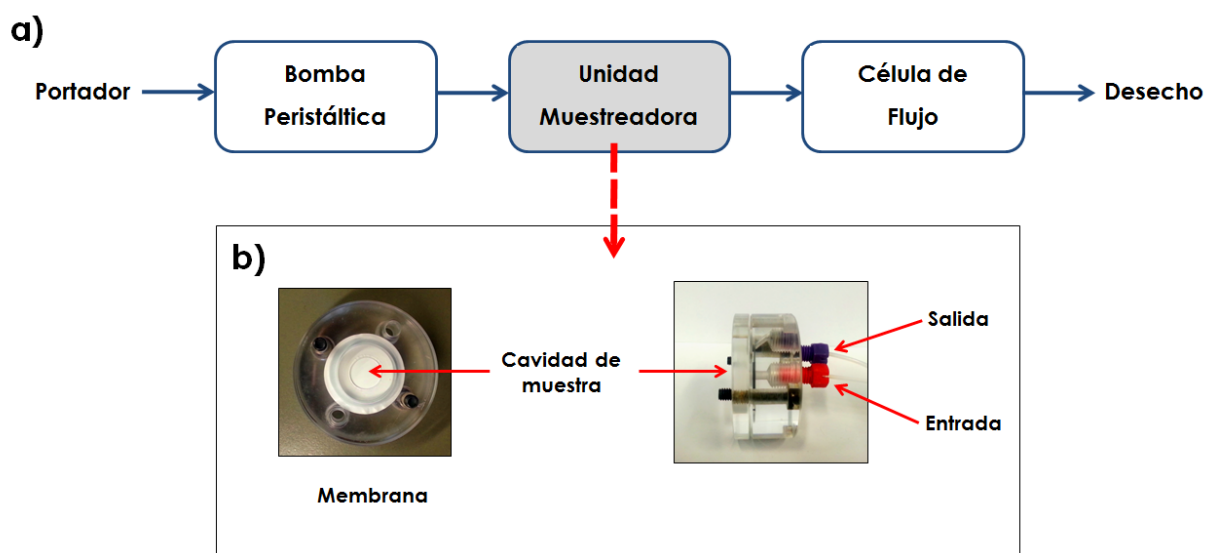 a)
Portador
Bomba
Peristáltica
Unidad
Muestreadora
Célula de
Flujo
Desecho
b)
Cavidad de
muestra
Salida
Entrada
Membrana